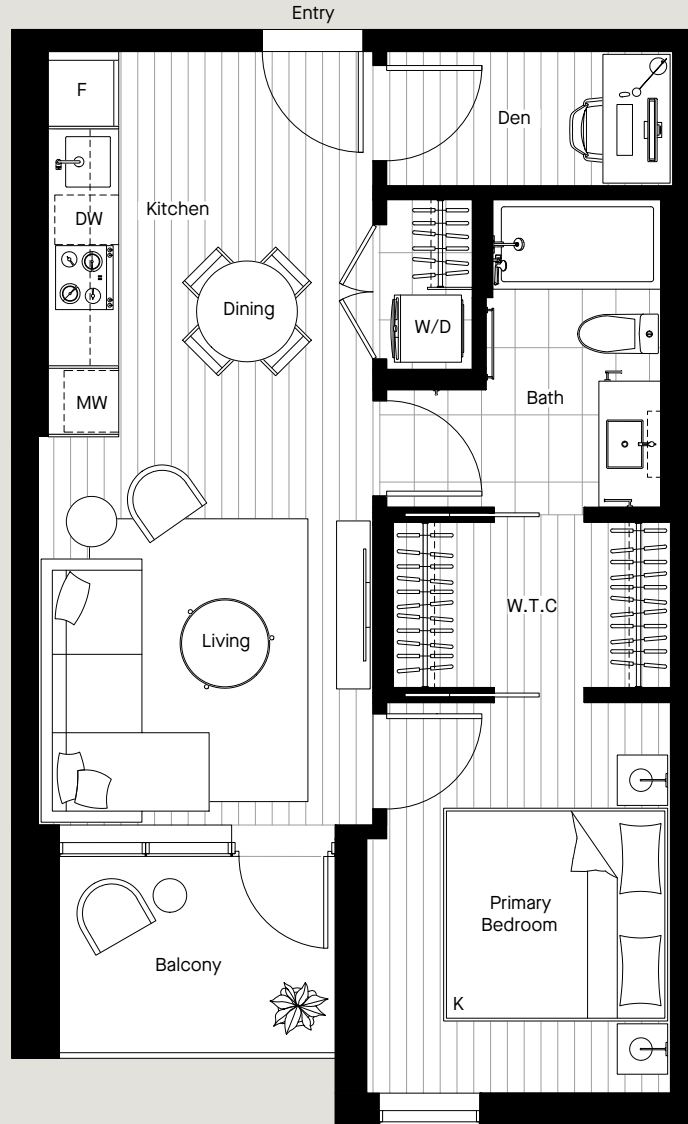 Entry
F
Den
Kitchen
DW
Dining
W/D
MW
Bath
W.T.C
Living
Primary
Bedroom
Balcony
K